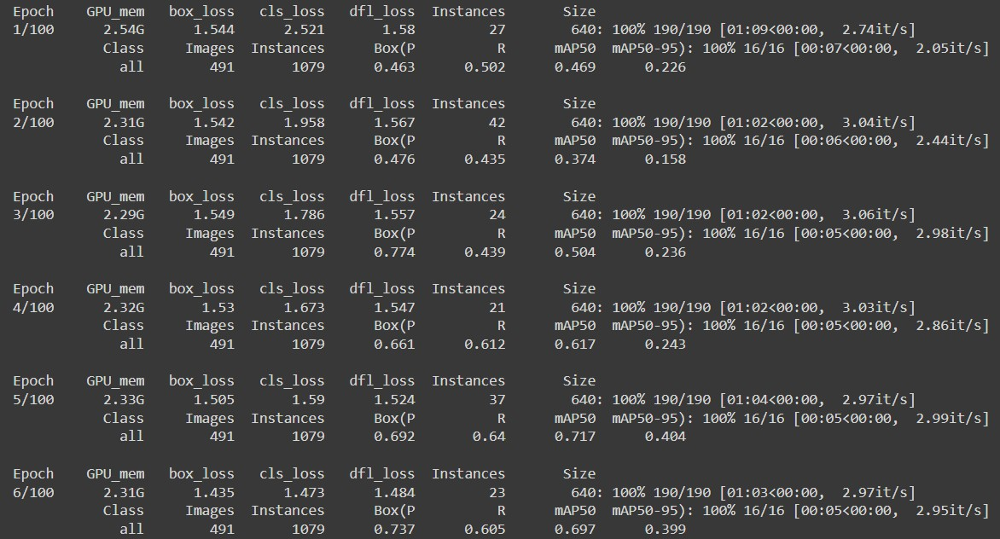 Epoch GPU_mem box_loss cls_loss dfl_loss Instances Size
1/100 2.54G 1.544 2.521 1.58 27 640: 100% 190/190 [01:09<00:00, 2.74it/s]
Class Images Instances Box(P R mAP50 mAP50-95): 100% 16/16 [00:07<00:00, 2.05it/s]
all 491 1079 0.463 0.502 0.469 0.226
Epoch GPU_mem box_loss cls_loss dfl_loss Instances Size
2/100 2.31G 1.542 1.958 1.567 42 640: 100% 190/190 [01:02<00:00, 3.04it/s]
Class Images Instances Box(P R mAP50 mAP50-95): 100% 16/16 [00:06<00:00, 2.44it/s]
all 491 1079 0.476 0.435 0.374 0.158
Epoch GPU_mem box_loss cls_loss dfl_loss Instances Size
3/100 2.29G 1.549 1.786 1.557 24 640: 100% 190/190 [01:02<00:00, 3.06it/s]
Class Images Instances Box(P R mAP50 mAP50-95): 100% 16/16 [00:05<00:00, 2.98it/s]
all 491 1079 0.774 0.439 0.504 0.236
Epoch GPU_mem box_loss cls_loss dfl_loss Instances Size
4/100 2.32G 1.53 1.673 1.547 21 640: 100% 190/190 [01:02<00:00, 3.03it/s]
Class Images Instances Box(P R mAP50 mAP50-95): 100% 16/16 [00:05<00:00, 2.86it/s]
all 491 1079 0.661 0.612 0.617 0.243
Epoch GPU_mem box_loss cls_loss dfl_loss Instances Size
5/100 2.33G 1.505 1.59 1.524 37 640: 100% 190/190 [01:04<00:00, 2.97it/s]
Class Images Instances Box(P R mAP50 mAP50-95): 100% 16/16 [00:05<00:00, 2.99it/s]
all 491 1079 0.692 0.64 0.717 0.404
Epoch GPU_mem box_loss cls_loss dfl_loss Instances Size
6/100 2.31G 1.435 1.473 1.484 23 640: 100% 190/190 [01:03<00:00, 2.97it/s]
Class Images Instances Box(P R mAP50 mAP50-95): 100% 16/16 [00:05<00:00, 2.95it/s]
all 491 1079 0.737 0.605 0.697 0.399